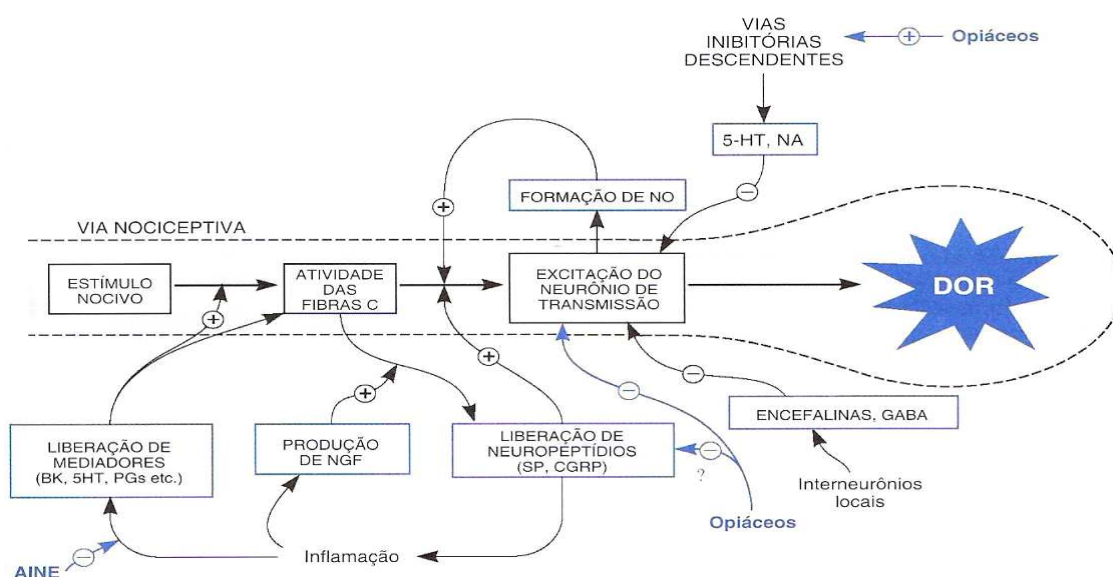 VIAS
INIBITÓRIAS
DESCENDENTES
+
Opiáceos
5-HT, NA
−
FORMAÇÃO DE NO
+
VIA NOCICEPTIVA
ESTÍMULO
NOCIVO
ATIVIDADE
DAS
FIBRAS C
EXCITAÇÃO DO
NEURÔNIO DE
TRANSMISSÃO
DOR
+
+
+
−
−
LIBERAÇÃO DE
MEDIADORES
(BK, 5HT, PGs etc.)
PRODUÇÃO
DE NGF
LIBERAÇÃO DE
NEUROPEPTÍDIOS
(SP, CGRP)
−
?
ENCEFALINAS, GABA
Interneurônios
locais
Opiáceos
Inflamação
−
AINE